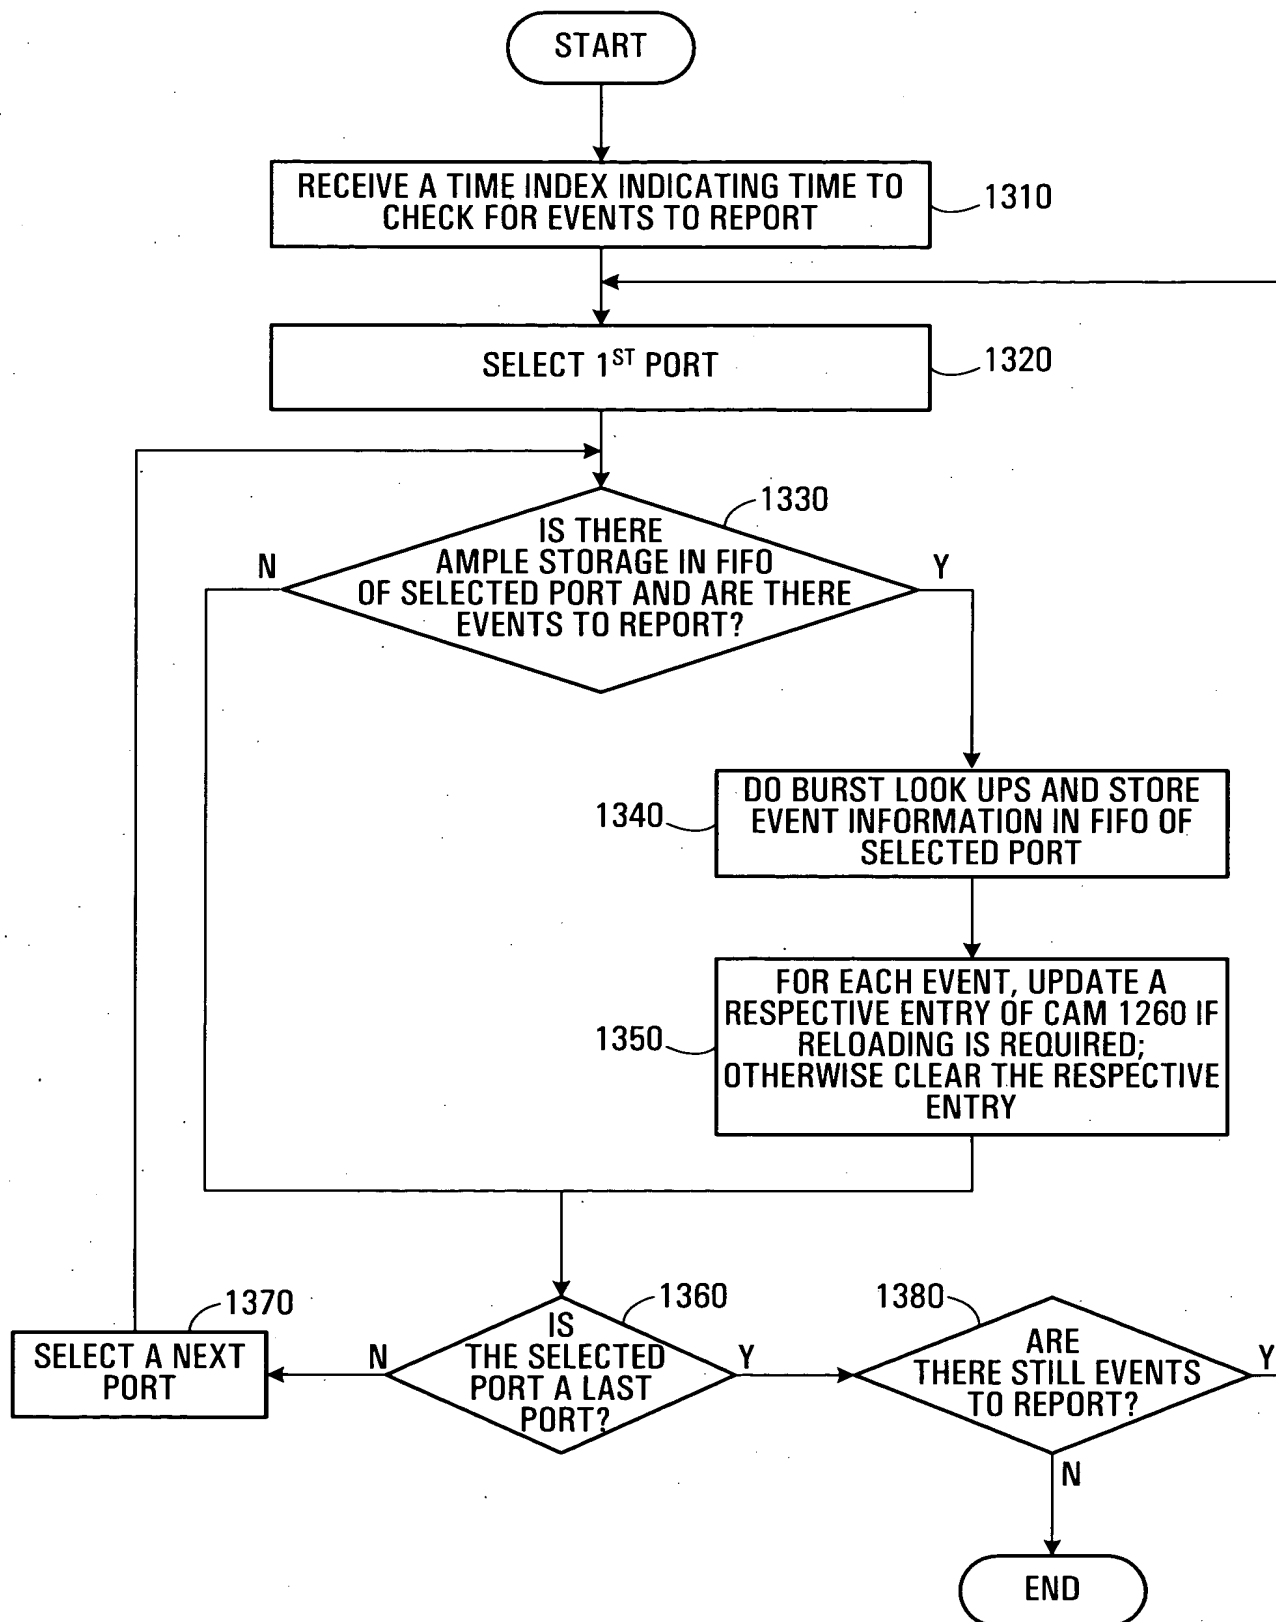 START
RECEIVE A TIME INDEX INDICATING TIME TO
CHECK FOR EVENTS TO REPORT
1310
SELECT 1ST PORT
1320
1330
IS THERE
AMPLE STORAGE IN FIFO
OF SELECTED PORT AND ARE THERE
EVENTS TO REPORT?
N
Y
DO BURST LOOK UPS AND STORE
EVENT INFORMATION IN FIFO OF
SELECTED PORT
1340
FOR EACH EVENT, UPDATE A
RESPECTIVE ENTRY OF CAM 1260 IF
RELOADING IS REQUIRED;
OTHERWISE CLEAR THE RESPECTIVE
ENTRY
1350
1370
SELECT A NEXT
PORT
N
1360
IS
THE SELECTED
PORT A LAST
PORT?
Y
1380
ARE
THERE STILL EVENTS
TO REPORT?
Y
N
END